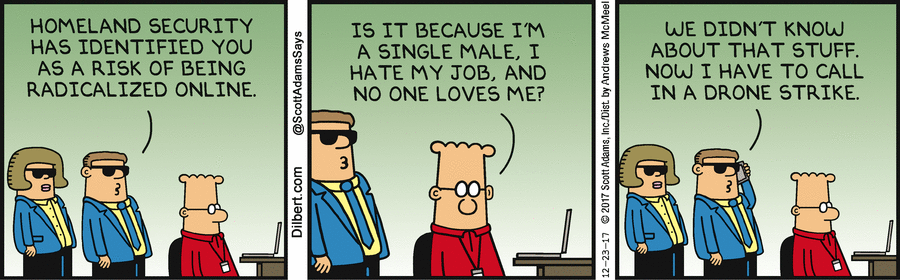 HOMELAND SECURITY
HAS IDENTIFIED YOU
AS A RISK OF BEING
RADICALIZED ONLINE.
Dilbert.com @ScottAdamsSays
IS IT BECAUSE I'M
A SINGLE MALE, I
HATE MY JOB, AND
NO ONE LOVES ME?
12-23-17 © 2017 Scott Adams, Inc./Dist. by Andrews McMeel
WE DIDN'T KNOW
ABOUT THAT STUFF.
NOW I HAVE TO CALL
IN A DRONE STRIKE.